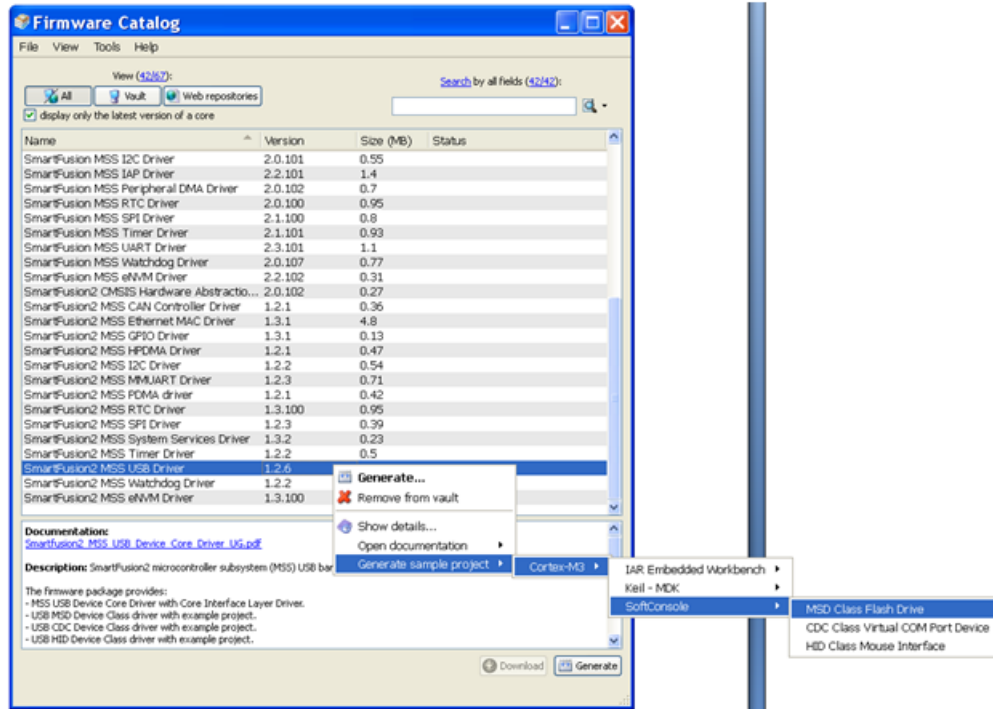 Firmware Catalog
File View Tools Help
View (42/67):
Search by all fields (42/42):
All Vault Web repositories
display only the latest version of a core
Name Version Size (MB) Status
SmartFusion MSS I2C Driver 2.0.101 0.55
SmartFusion MSS IAP Driver 2.2.101 1.4
SmartFusion MSS Peripheral DMA Driver 2.0.102 0.7
SmartFusion MSS RTC Driver 2.0.100 0.95
SmartFusion MSS SPI Driver 2.1.100 0.8
SmartFusion MSS Timer Driver 2.1.101 0.93
SmartFusion MSS UART Driver 2.3.101 1.1
SmartFusion MSS Watchdog Driver 2.0.107 0.77
SmartFusion MSS eNVM Driver 2.2.102 0.31
SmartFusion2 CMSIS Hardware Abstractio... 2.0.102 0.27
SmartFusion2 MSS CAN Controller Driver 1.2.1 0.36
SmartFusion2 MSS Ethernet MAC Driver 1.3.1 4.8
SmartFusion2 MSS GPIO Driver 1.3.1 0.13
SmartFusion2 MSS HPDMA Driver 1.2.1 0.47
SmartFusion2 MSS I2C Driver 1.2.2 0.54
SmartFusion2 MSS MMUART Driver 1.2.3 0.71
SmartFusion2 MSS PDMA driver 1.2.1 0.42
SmartFusion2 MSS RTC Driver 1.3.100 0.95
SmartFusion2 MSS SPI Driver 1.2.3 0.39
SmartFusion2 MSS System Services Driver 1.3.2 0.23
SmartFusion2 MSS Timer Driver 1.2.2 0.5
SmartFusion2 MSS USB Driver 1.2.6
SmartFusion2 MSS Watchdog Driver 1.2.2
SmartFusion2 MSS eNVM Driver 1.3.100
Generate...
Remove from vault
Show details...
Open documentation
Generate sample project
Cortex-M3
IAR Embedded Workbench
Keil - MDK
SoftConsole
MSD Class Flash Drive
CDC Class Virtual COM Port Device
HID Class Mouse Interface
Documentation:
Smartfusion2_MSS_USB_Device_Core_Driver_UG.pdf
Description: SmartFusion2 microcontroller subsystem (MSS) USB bar
The firmware package provides:
- MSS USB Device Core Driver with Core Interface Layer Driver.
- USB MSD Device Class driver with example project.
- USB CDC Device Class driver with example project.
- USB HID Device Class driver with example project.
Download Generate